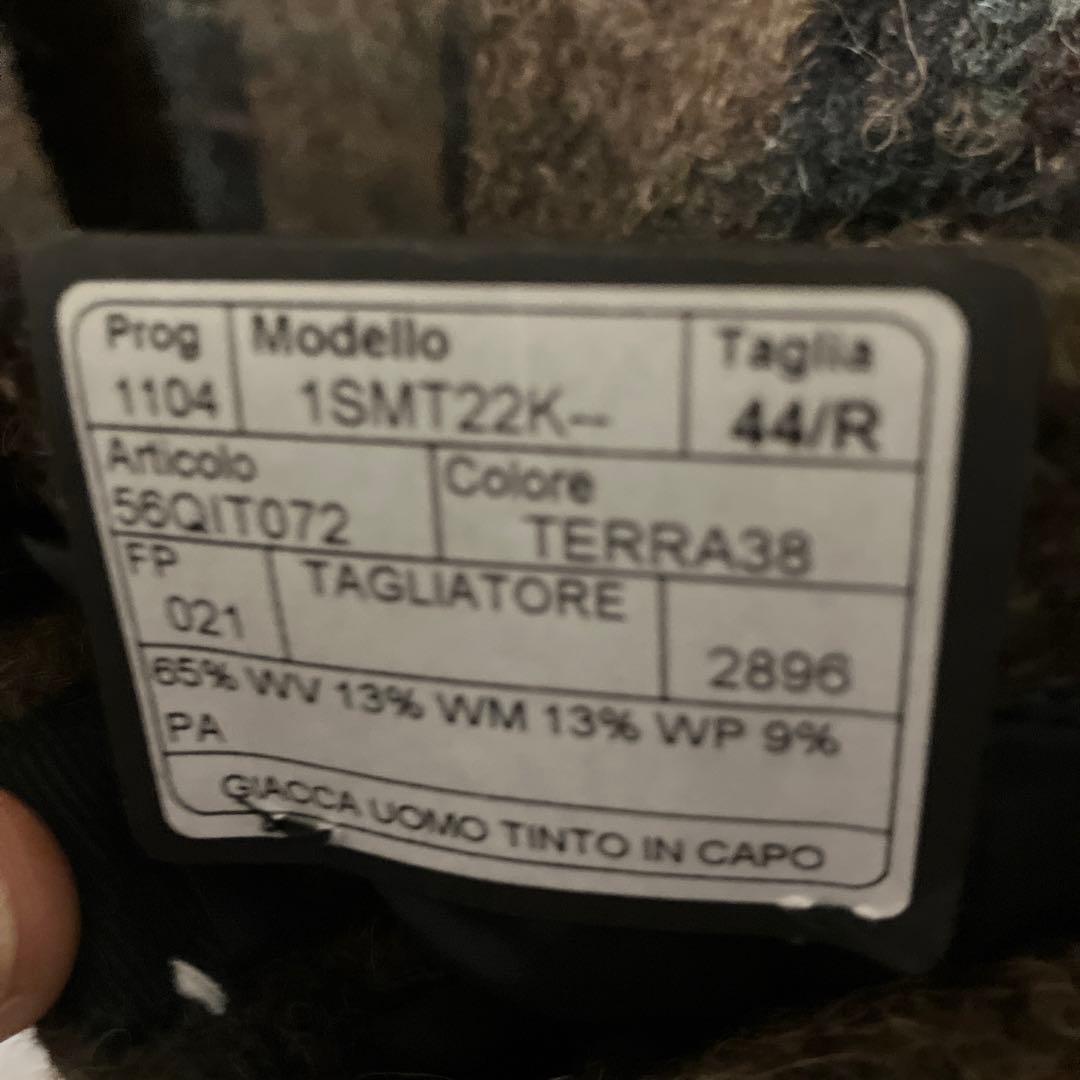 Prog Modello Taglia
1104 1SMT22K-- 44/R
Articolo Colore
56QIT072 TERRA38
FP TAGLIATORE
021 2896
65% WV 13% WM 13% WP 9%
PA
GIACCA UOMO TINTO IN CAPO